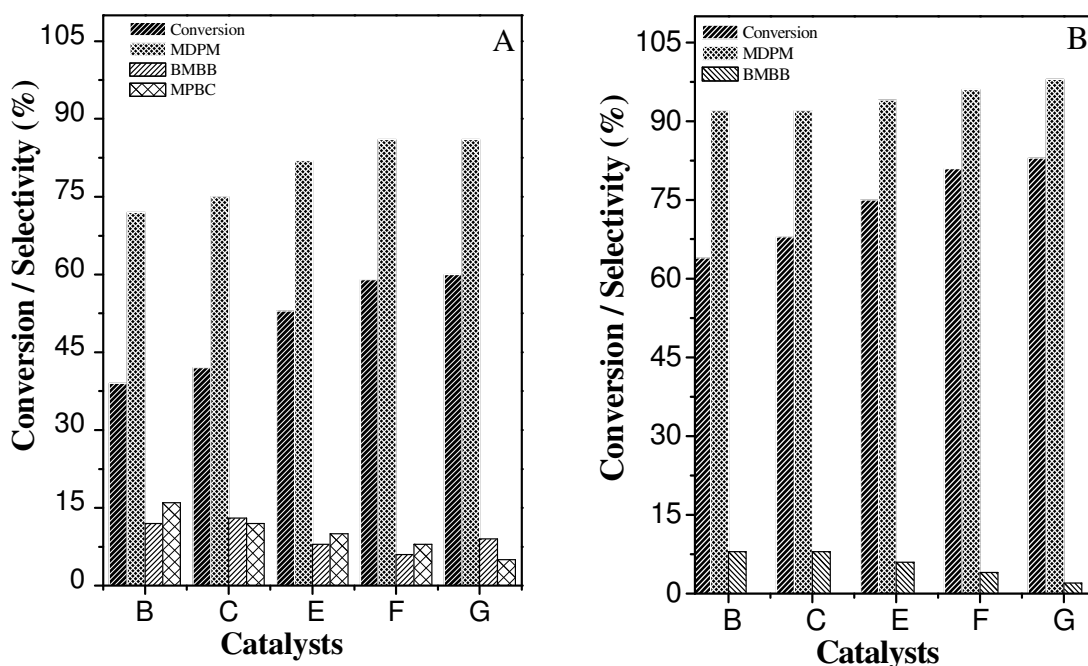 A
Conversion
MDPM
BMBB
MPBC
105
90
75
60
45
30
15
0
Conversion / Selectivity (%)
B C E F G
Catalysts
B
Conversion
MDPM
BMBB
105
90
75
60
45
30
15
0
Conversion / Selectivity (%)
B C E F G
Catalysts